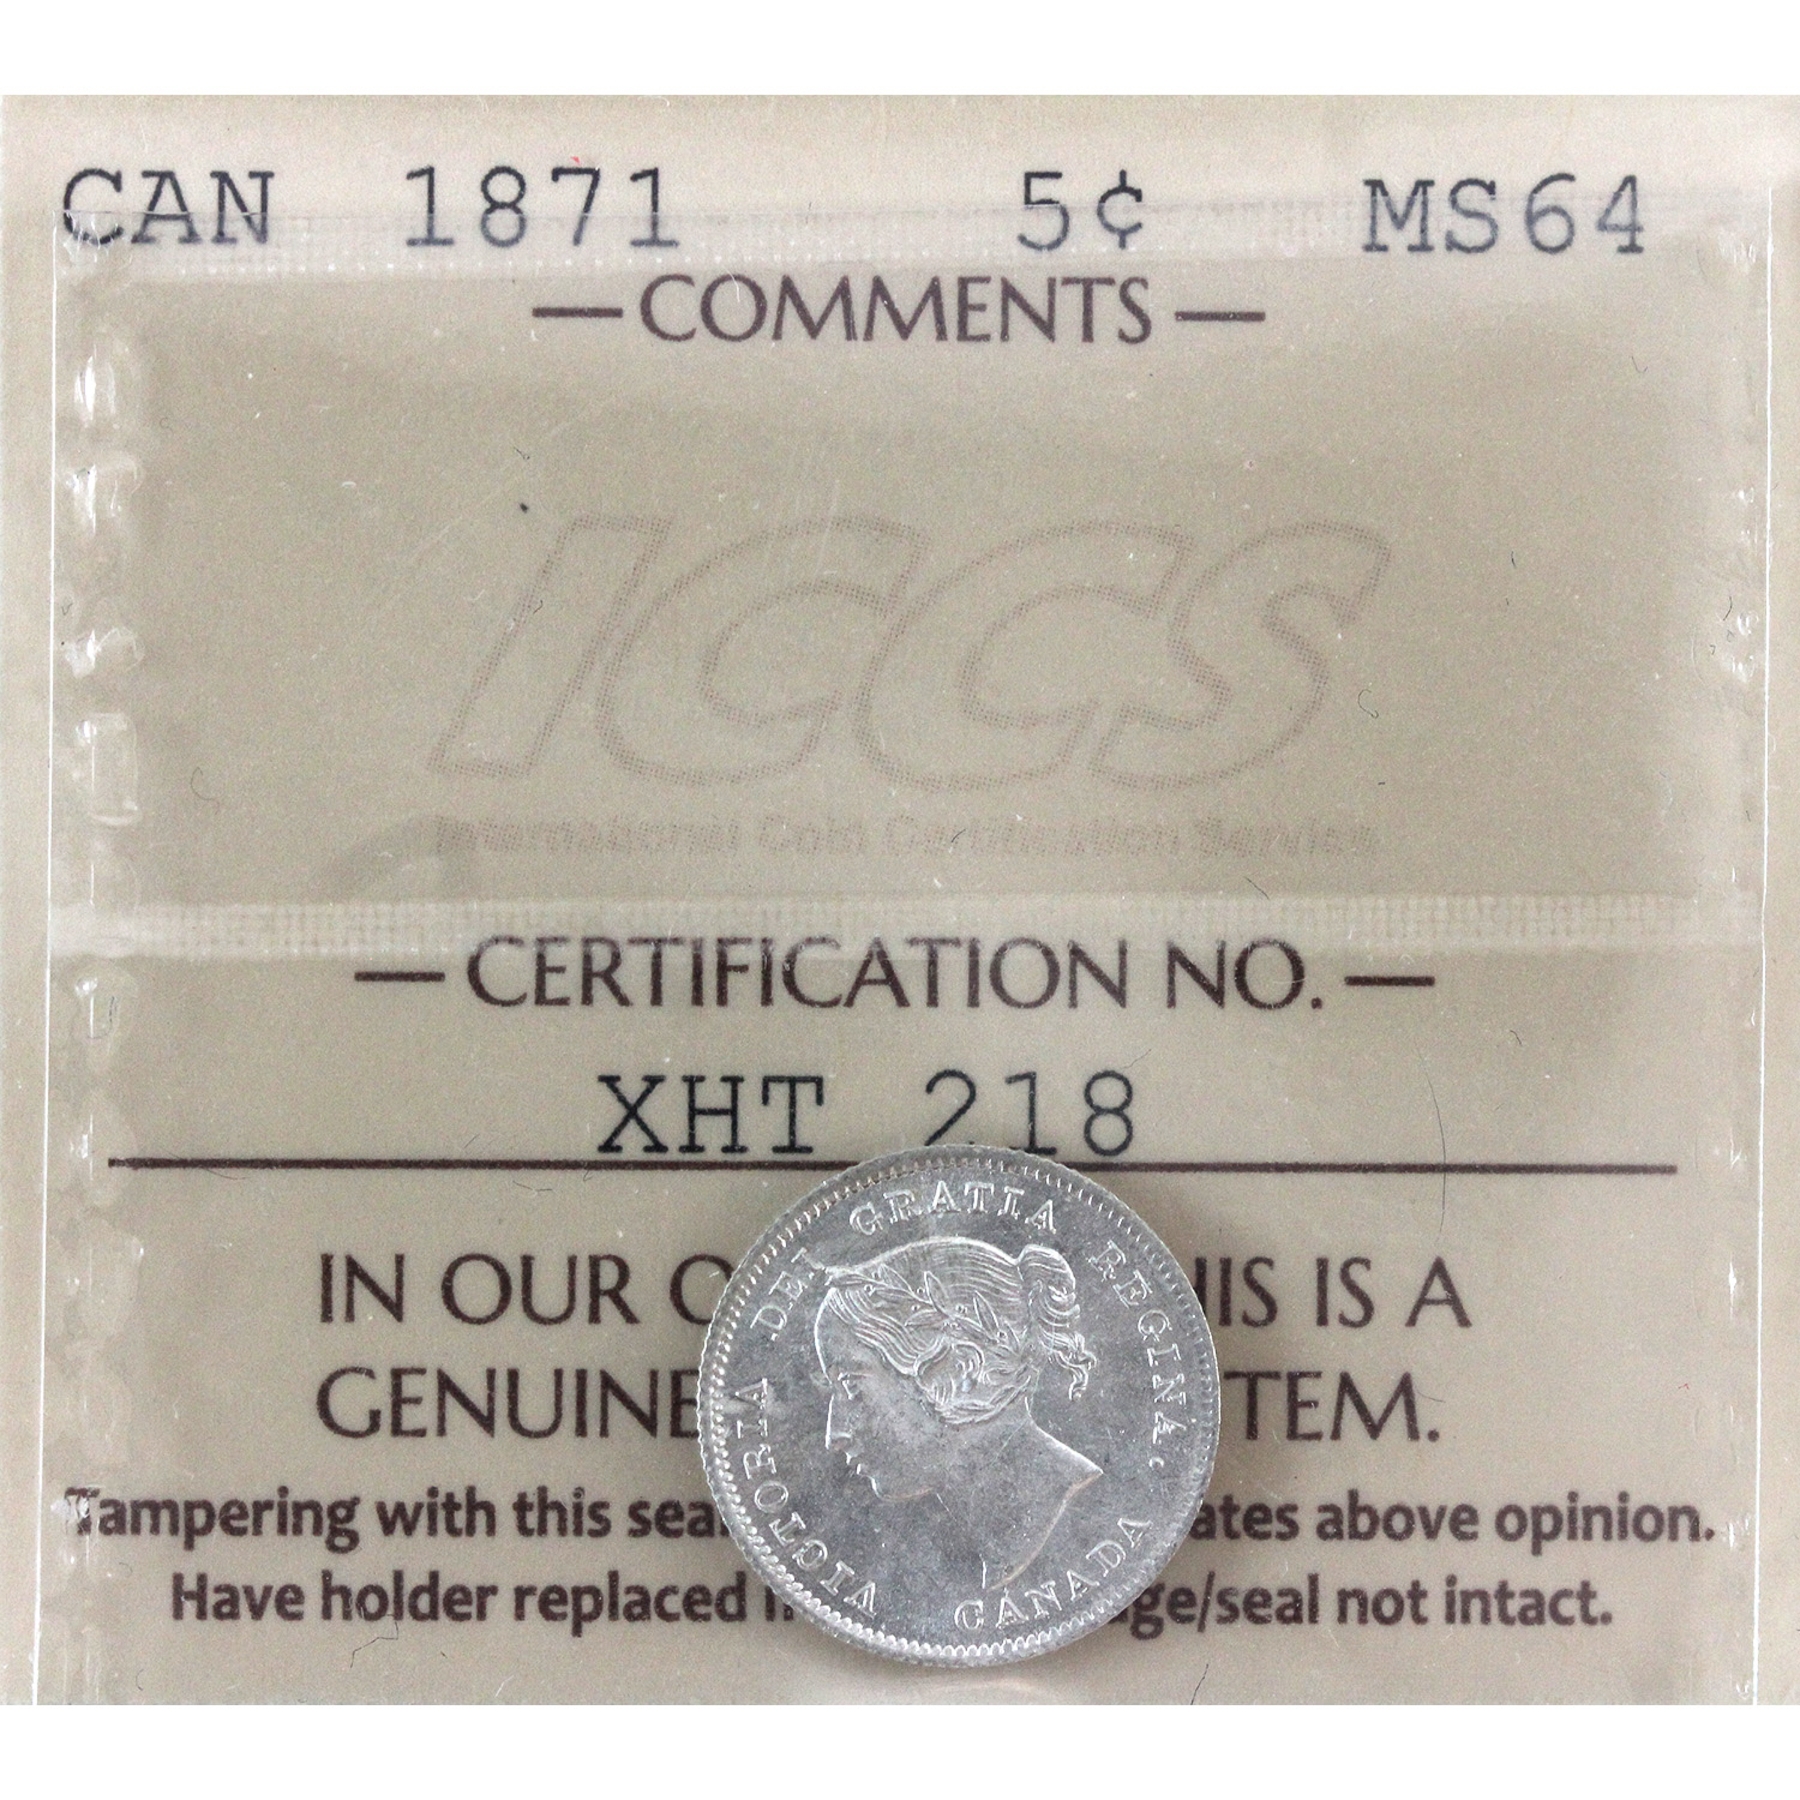 CAN 1871 5¢ MS64
— COMMENTS —
ICCS
International Coin Certification Service
— CERTIFICATION NO. —
XHT 218
IN OUR O HIS IS A
GENUINE TEM.
Tampering with this sea ates above opinion.
Have holder replaced i ge/seal not intact.
VICTORIA DEI GRATIA REGINA.
CANADA